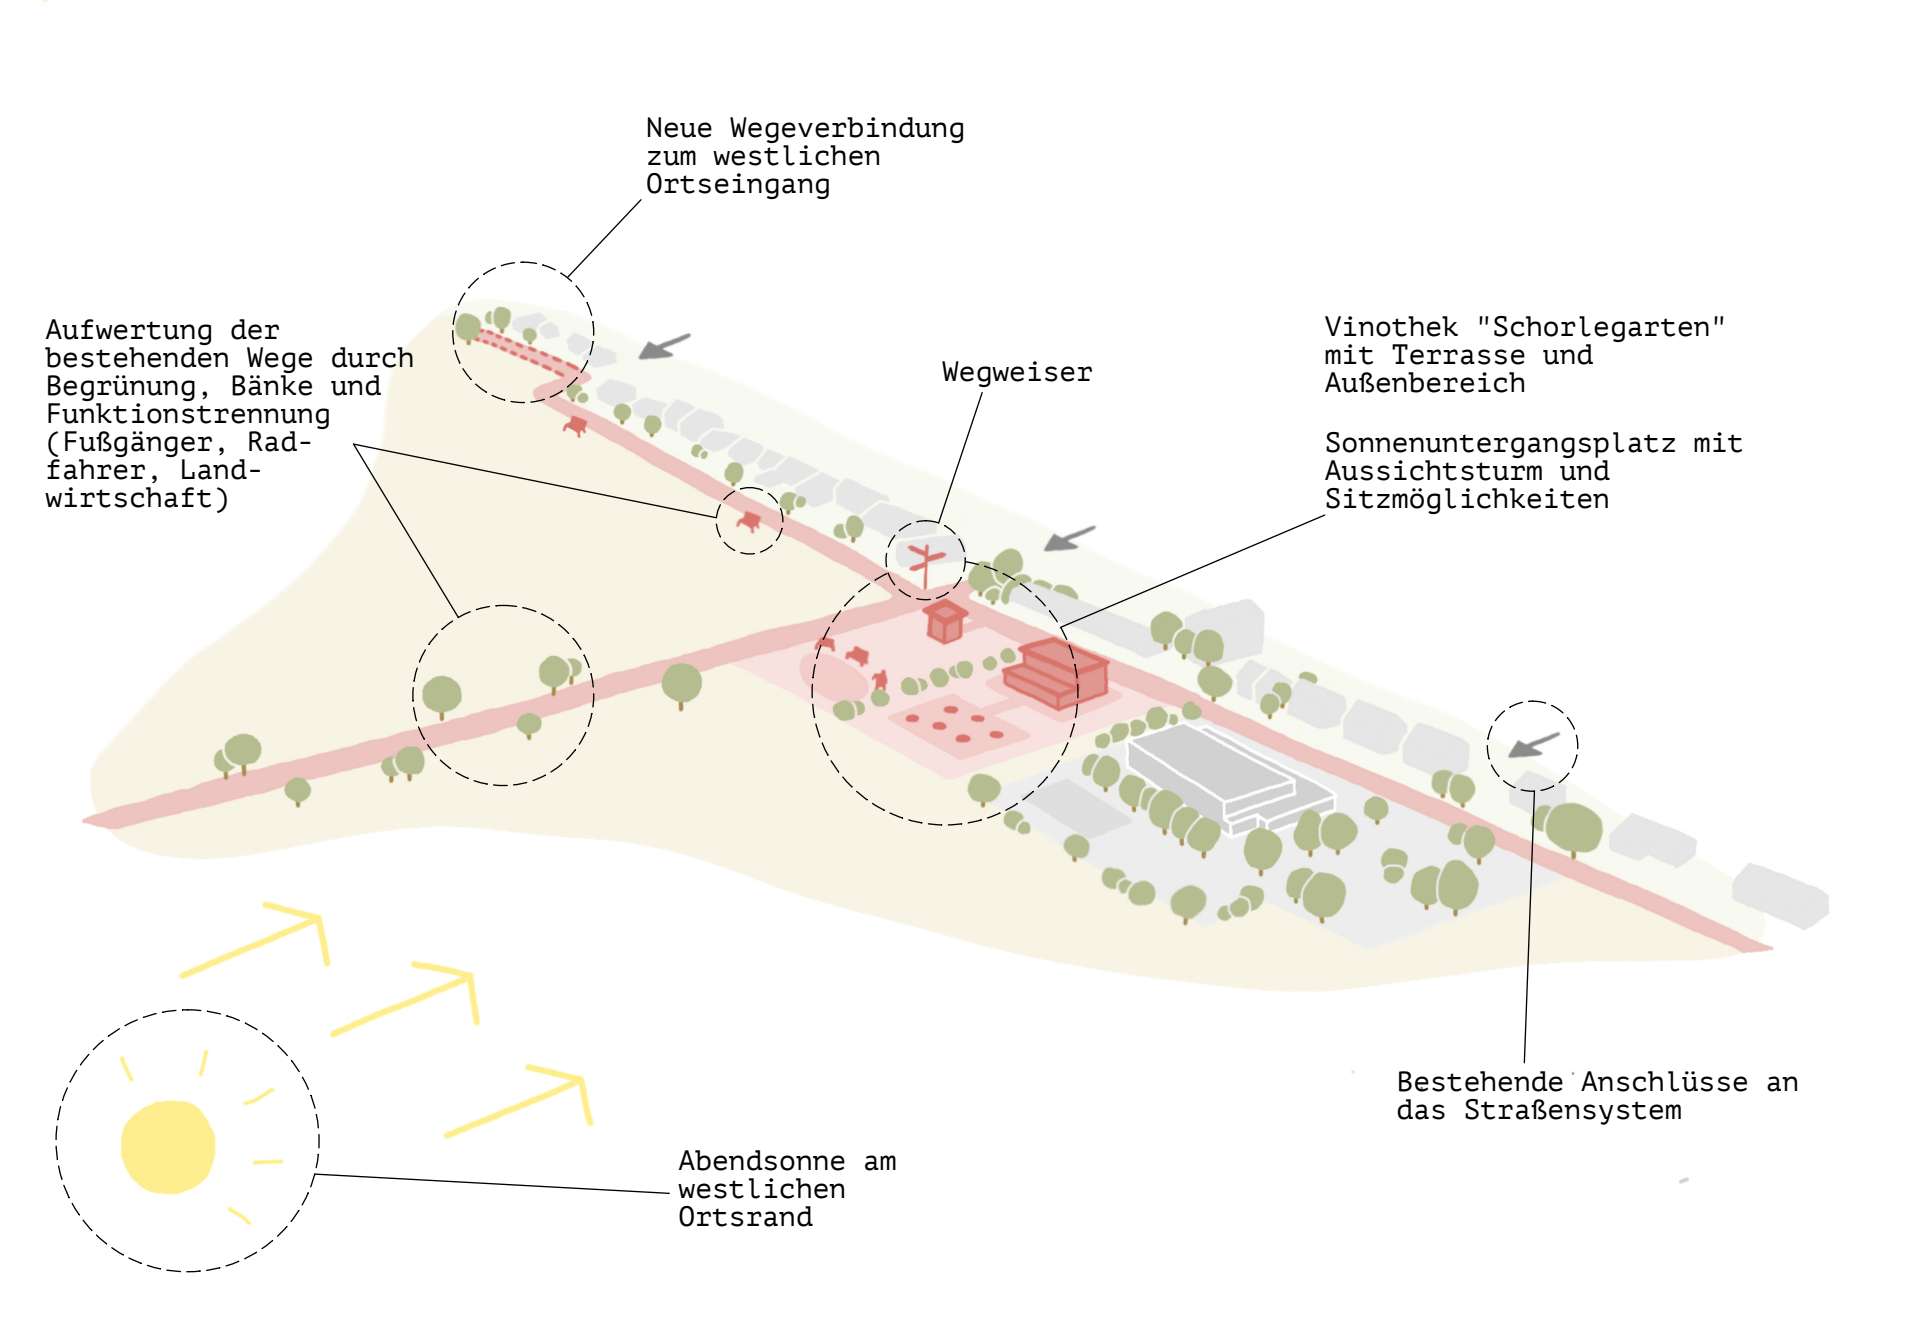 Neue Wegeverbindung
zum westlichen
Ortseingang
Aufwertung der
bestehenden Wege durch
Begrünung, Bänke und
Funktionstrennung
(Fußgänger, Rad-
fahrer, Land-
wirtschaft)
Wegweiser
Vinothek "Schorlegarten"
mit Terrasse und
Außenbereich
Sonnenuntergangsplatz mit
Aussichtsturm und
Sitzmöglichkeiten
Bestehende Anschlüsse an
das Straßensystem
Abendsonne am
westlichen
Ortsrand